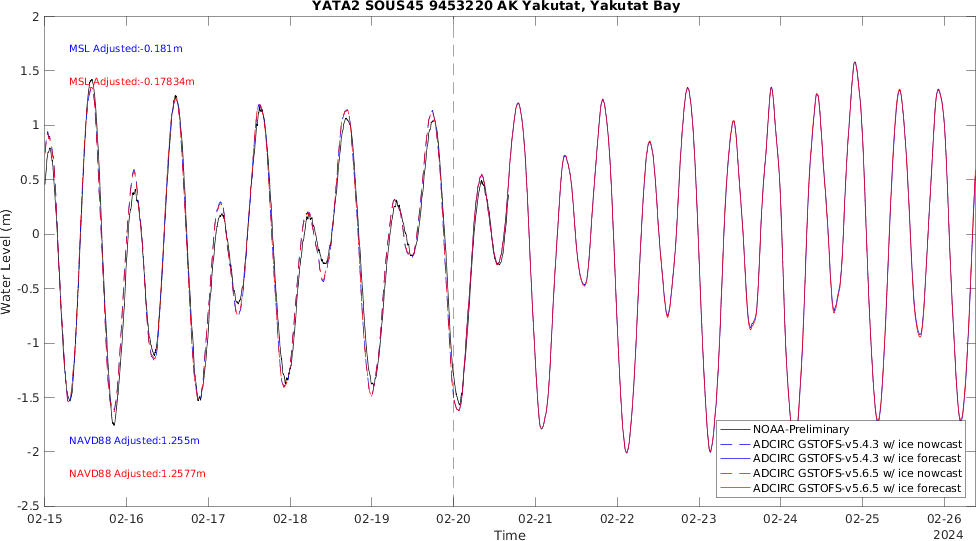 YATA2 SOUS45 9453220 AK Yakutat, Yakutat Bay
2
1.5
1
0.5
0
-0.5
-1
-1.5
-2
-2.5
Water Level (m)
MSL Adjusted:-0.181m
MSL Adjusted:-0.17834m
NAVD88 Adjusted:1.255m
NAVD88 Adjusted:1.2577m
NOAA-Preliminary
ADCIRC GSTOFS-v5.4.3 w/ ice nowcast
ADCIRC GSTOFS-v5.4.3 w/ ice forecast
ADCIRC GSTOFS-v5.6.5 w/ ice nowcast
ADCIRC GSTOFS-v5.6.5 w/ ice forecast
02-15 02-16 02-17 02-18 02-19 02-20 02-21 02-22 02-23 02-24 02-25 02-26
2024
Time